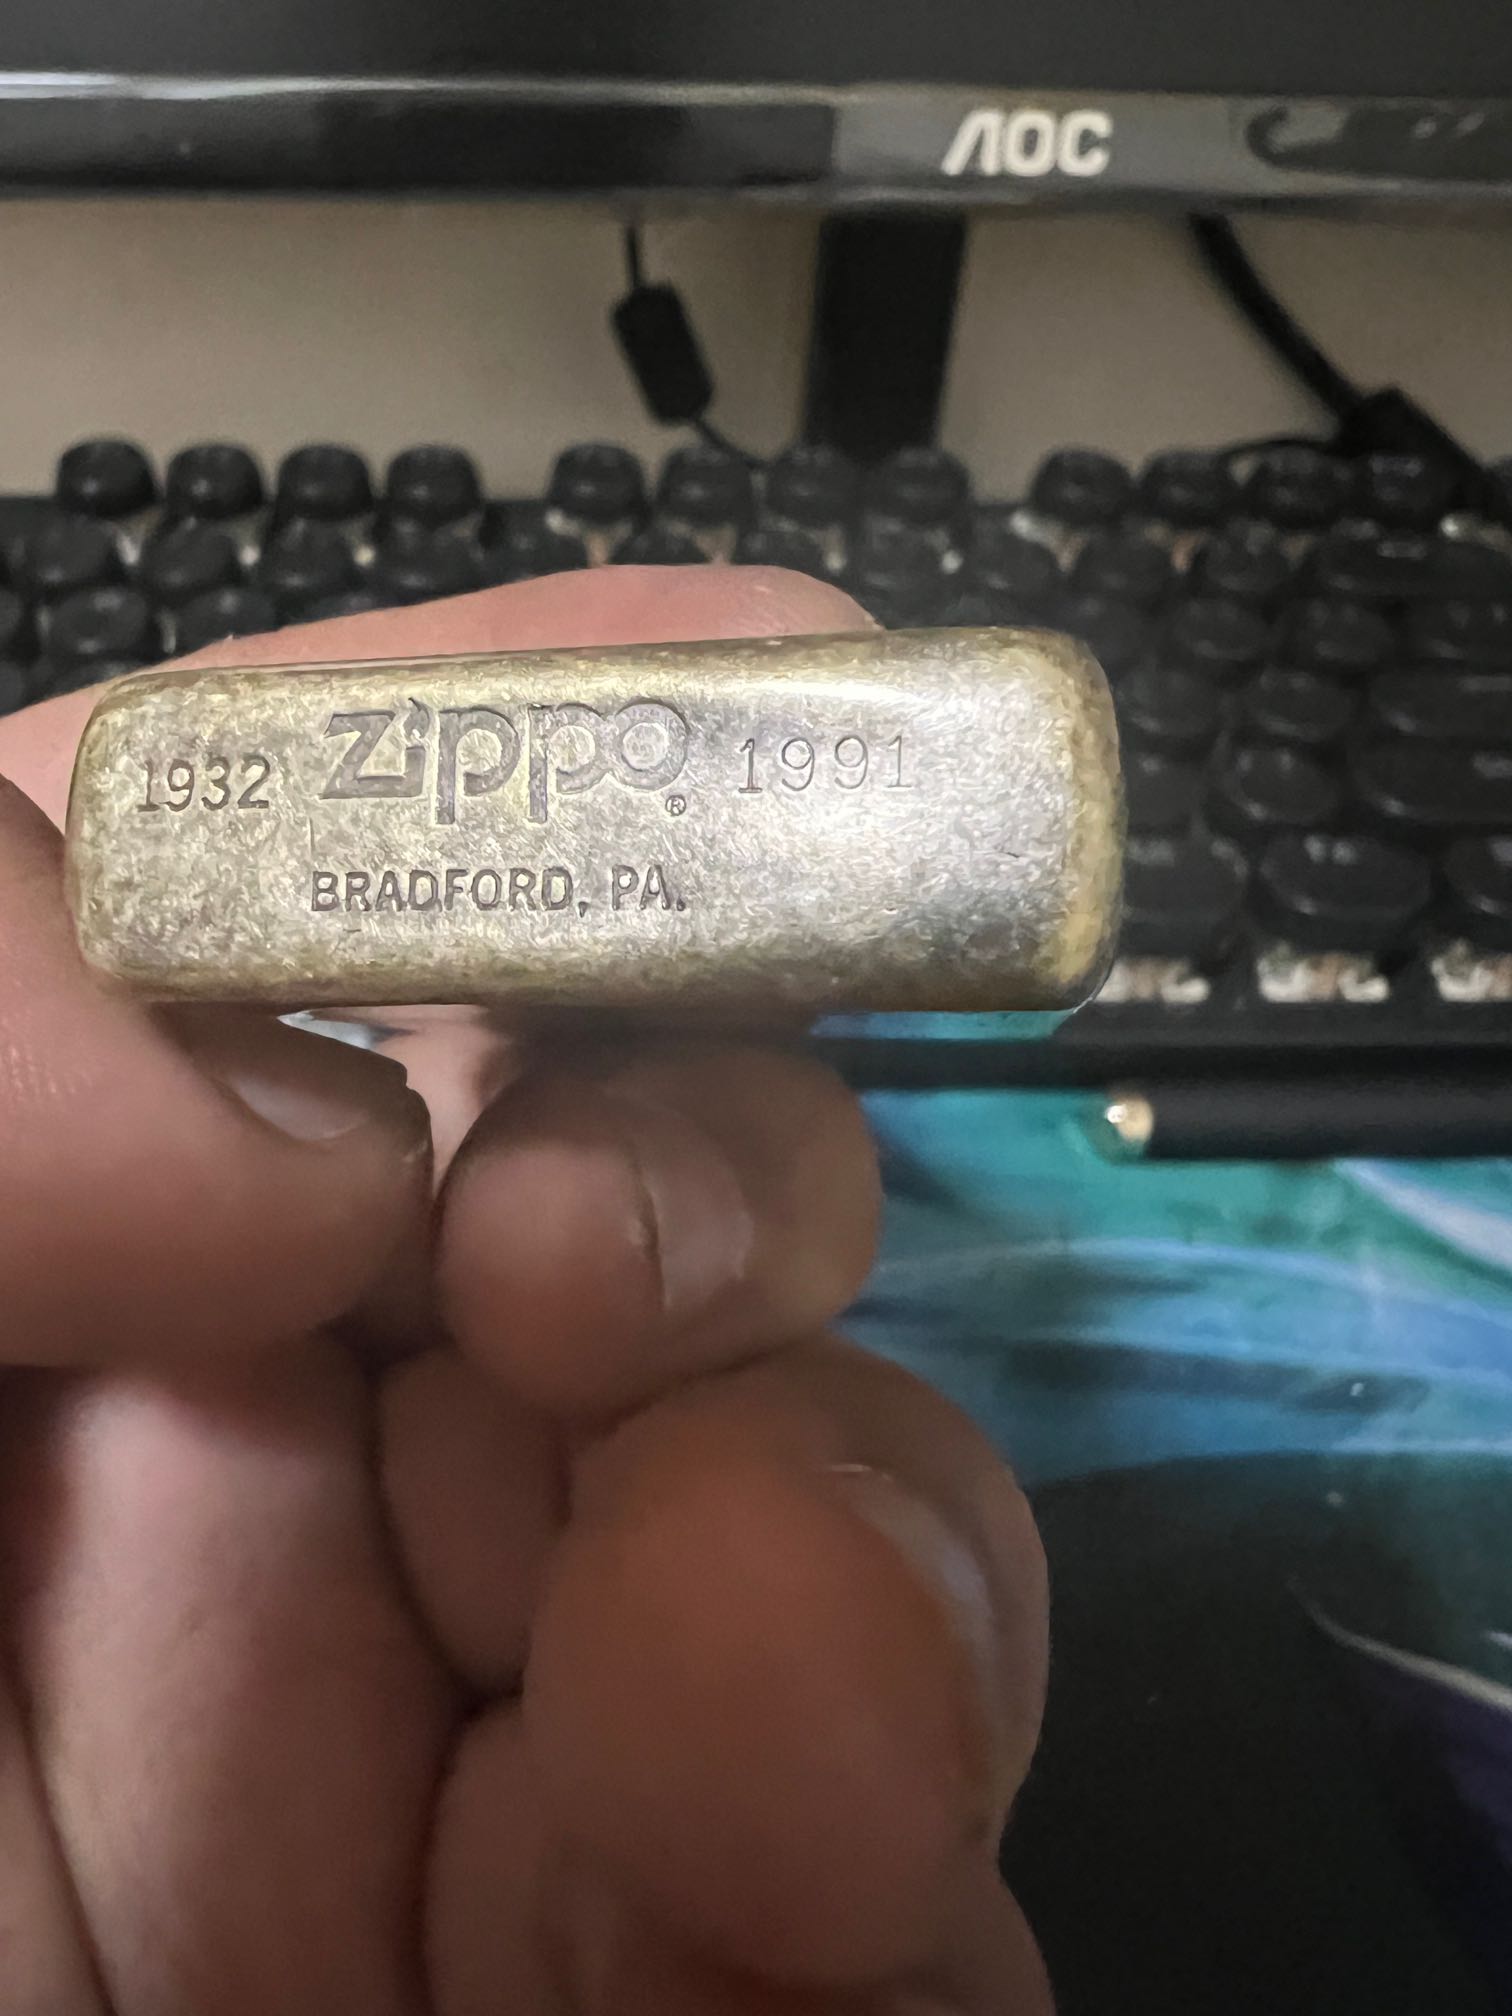 AOC
1932 Zippo ® 1991
BRADFORD, PA.